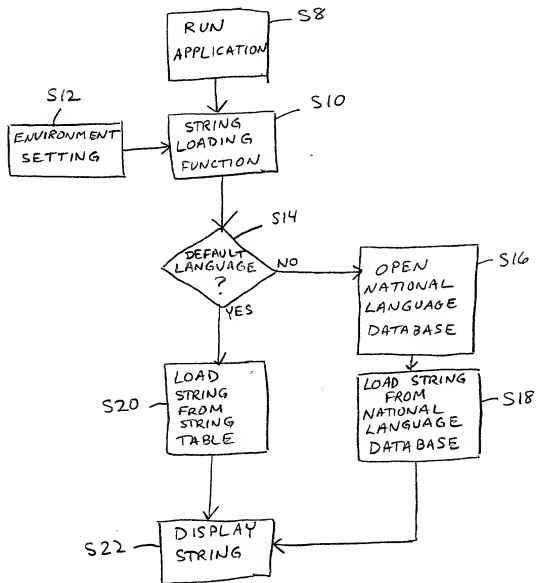 RUN
APPLICATION
S8
S12
ENVIRONMENT
SETTING
STRING
LOADING
FUNCTION
S10
S14
DEFAULT
LANGUAGE
?
NO
YES
OPEN
NATIONAL
LANGUAGE
DATABASE
S16
S20
LOAD
STRING
FROM
STRING
TABLE
LOAD STRING
FROM
NATIONAL
LANGUAGE
DATABASE
S18
S22
DISPLAY
STRING